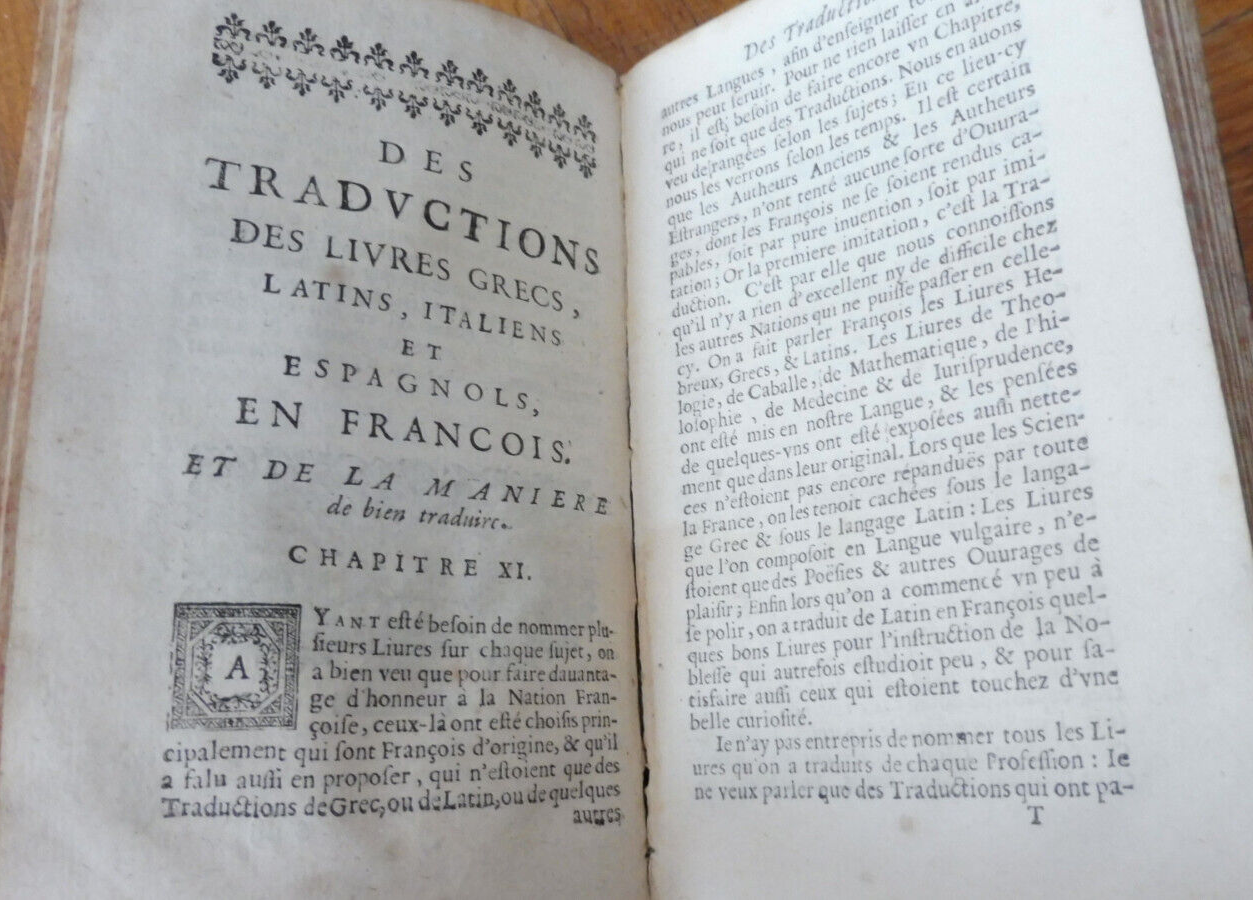 DES
TRADVCTIONS
DES LIVRES GRECS,
LATINS, ITALIENS
ET
ESPAGNOLS,
EN FRANCOIS.
ET DE LA MANIERE
de bien traduire.
CHAPITRE XI.
AYANT eſté beſoin de nommer plu-
ſieurs Liures ſur chaque ſujet, on
a bien veu que pour faire dauanta-
ge d'honneur à la Nation Fran-
çoiſe, ceux-là ont eſté choiſis prin-
cipalement qui ſont François d'origine, & qu'il
a falu auſſi en propoſer, qui n'eſtoient que des
Traductions de Grec, ou de Latin, ou de quelques
autres
Des Traductions
autres Langues, afin d'enſeigner
nous peut ſeruir. Pour ne rien laiſſer en
re, il eſt beſoin de faire encore vn Chapitre,
qui ne ſoit que des Traductions. Nous en auons
veu de rangées ſelon les ſujets; En ce lieu-cy
nous les verrons ſelon les temps. Il eſt certain
que les Autheurs Anciens & les Autheurs
Eſtrangers, n'ont tenté aucune ſorte d'Ouura-
ges, dont les François ne ſe ſoient rendus ca-
pables, ſoit par pure inuention, ſoit par imi-
tation; Or la premiere imitation, c'eſt la Tra-
duction. C'eſt par elle que nous connoiſſons
qu'il n'y a rien d'excellent ny de difficile chez
les autres Nations qui ne puiſſe paſſer en celle-
cy. On a fait parler François les Liures He-
breux, Grecs, & Latins. Les Liures de Theo-
logie, de Caballe, de Mathematique, de Phi-
loſophie, de Medecine & de Iuriſprudence,
ont eſté mis en noſtre Langue, & les penſées
de quelques-vns ont eſté expoſées auſſi nette-
ment que dans leur original. Lors que les Scien-
ces n'eſtoient pas encore répanduës par toute
la France, on les tenoit cachées ſous le langa-
ge Grec & ſous le langage Latin: Les Liures
que l'on compoſoit en Langue vulgaire, n'e-
ſtoient que des Poëſies & autres Ouurages de
plaiſir; Enfin lors qu'on a commencé vn peu à
ſe polir, on a traduit de Latin en François quel-
ques bons Liures pour l'inſtruction de la No-
bleſſe qui autrefois eſtudioit peu, & pour ſa-
tisfaire auſſi ceux qui eſtoient touchez d'vne
belle curioſité.
Ie n'ay pas entrepris de nommer tous les Li-
ures qu'on a traduits de chaque Profeſſion: Ie
ne veux parler que des Traductions qui ont pa-
T